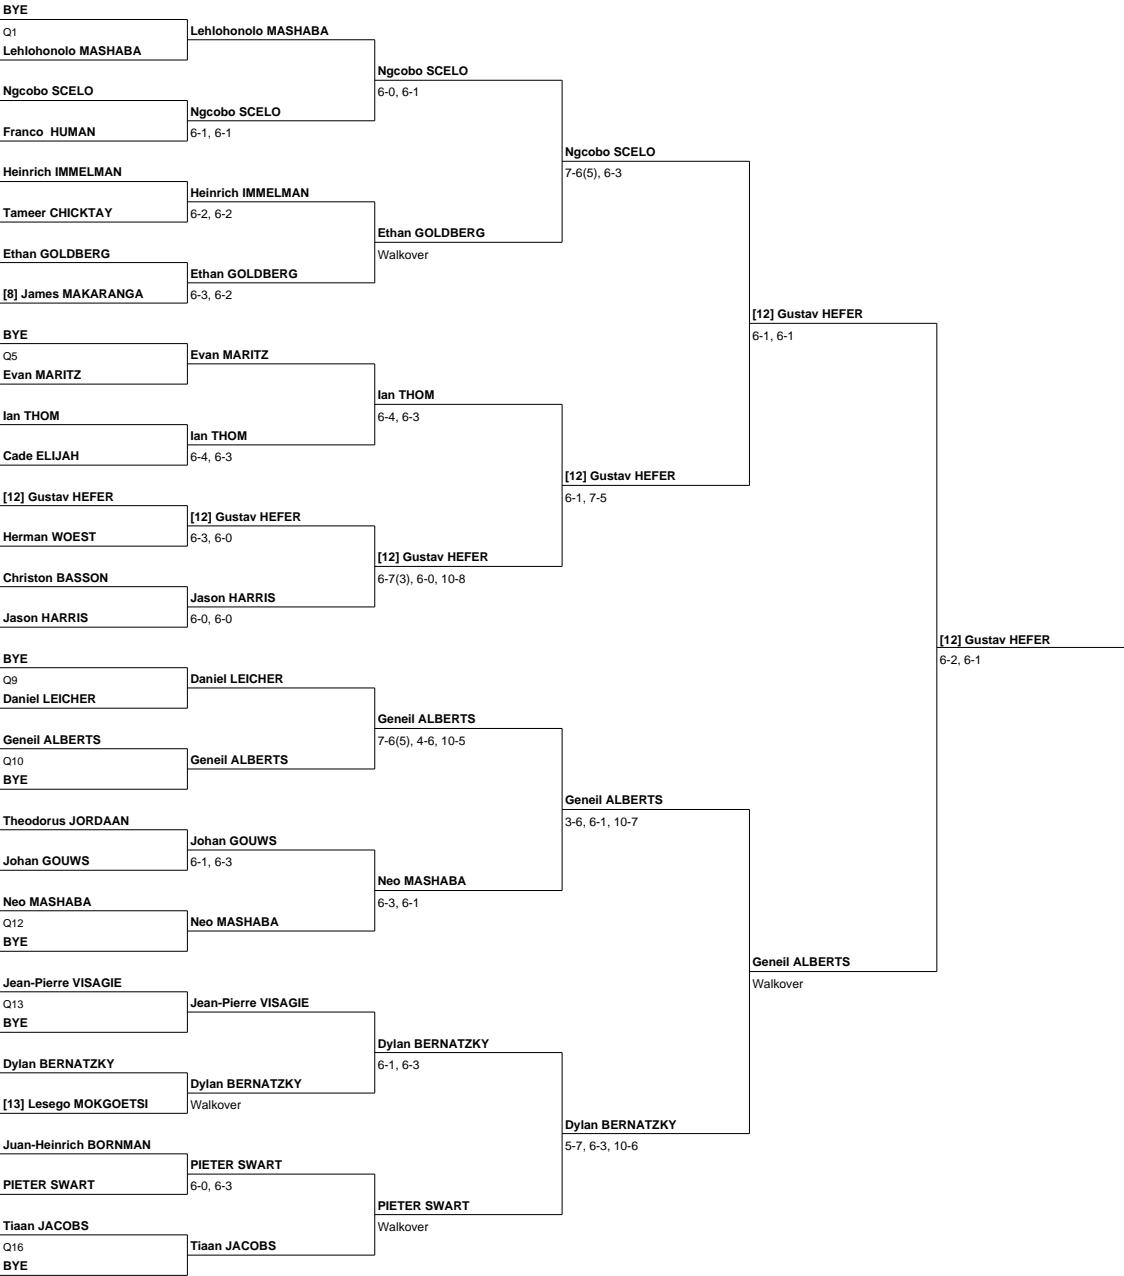 BYE
Q1
Lehlohonolo MASHABA
Ngcobo SCELO
Franco  HUMAN
Heinrich IMMELMAN
Tameer CHICKTAY
Ethan GOLDBERG
[8] James MAKARANGA
BYE
Q5
Evan MARITZ
Ian THOM
Cade ELIJAH
[12] Gustav HEFER
Herman WOEST
Christon BASSON
Jason HARRIS
BYE
Q9
Daniel LEICHER
Geneil ALBERTS
Q10
BYE
Theodorus JORDAAN
Johan GOUWS
Neo MASHABA
Q12
BYE
Jean-Pierre VISAGIE
Q13
BYE
Dylan BERNATZKY
[13] Lesego MOKGOETSI
Juan-Heinrich BORNMAN
PIETER SWART
Tiaan JACOBS
Q16
BYE
Lehlohonolo MASHABA
Ngcobo SCELO
6-1, 6-1
Heinrich IMMELMAN
6-2, 6-2
Ethan GOLDBERG
6-3, 6-2
Evan MARITZ
Ian THOM
6-4, 6-3
[12] Gustav HEFER
6-3, 6-0
Jason HARRIS
6-0, 6-0
Daniel LEICHER
Geneil ALBERTS
Johan GOUWS
6-1, 6-3
Neo MASHABA
Jean-Pierre VISAGIE
Dylan BERNATZKY
Walkover
PIETER SWART
6-0, 6-3
Tiaan JACOBS
Ngcobo SCELO
6-0, 6-1
Ethan GOLDBERG
Walkover
Ian THOM
6-4, 6-3
[12] Gustav HEFER
6-7(3), 6-0, 10-8
Geneil ALBERTS
7-6(5), 4-6, 10-5
Neo MASHABA
6-3, 6-1
Dylan BERNATZKY
6-1, 6-3
PIETER SWART
Walkover
Ngcobo SCELO
7-6(5), 6-3
[12] Gustav HEFER
6-1, 7-5
Geneil ALBERTS
3-6, 6-1, 10-7
Dylan BERNATZKY
5-7, 6-3, 10-6
[12] Gustav HEFER
6-1, 6-1
Geneil ALBERTS
Walkover
[12] Gustav HEFER
6-2, 6-1